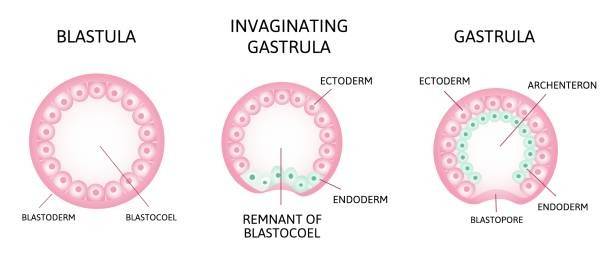 BLASTULA
BLASTODERM
BLASTOCOEL
INVAGINATING
GASTRULA
ECTODERM
ENDODERM
REMNANT OF
BLASTOCOEL
GASTRULA
ECTODERM
ARCHENTERON
ENDODERM
BLASTOPORE